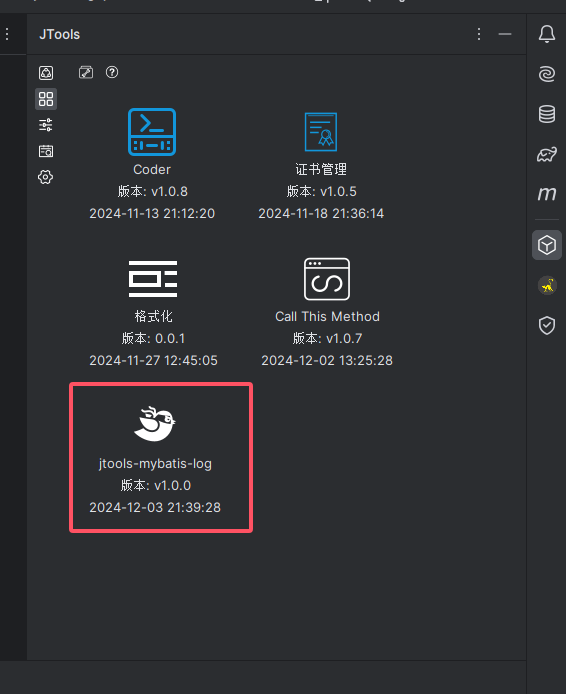 JTools
Coder
版本: v1.0.8
2024-11-13 21:12:20
证书管理
版本: v1.0.5
2024-11-18 21:36:14
格式化
版本: 0.0.1
2024-11-27 12:45:05
Call This Method
版本: v1.0.7
2024-12-02 13:25:28
jtools-mybatis-log
版本: v1.0.0
2024-12-03 21:39:28
m